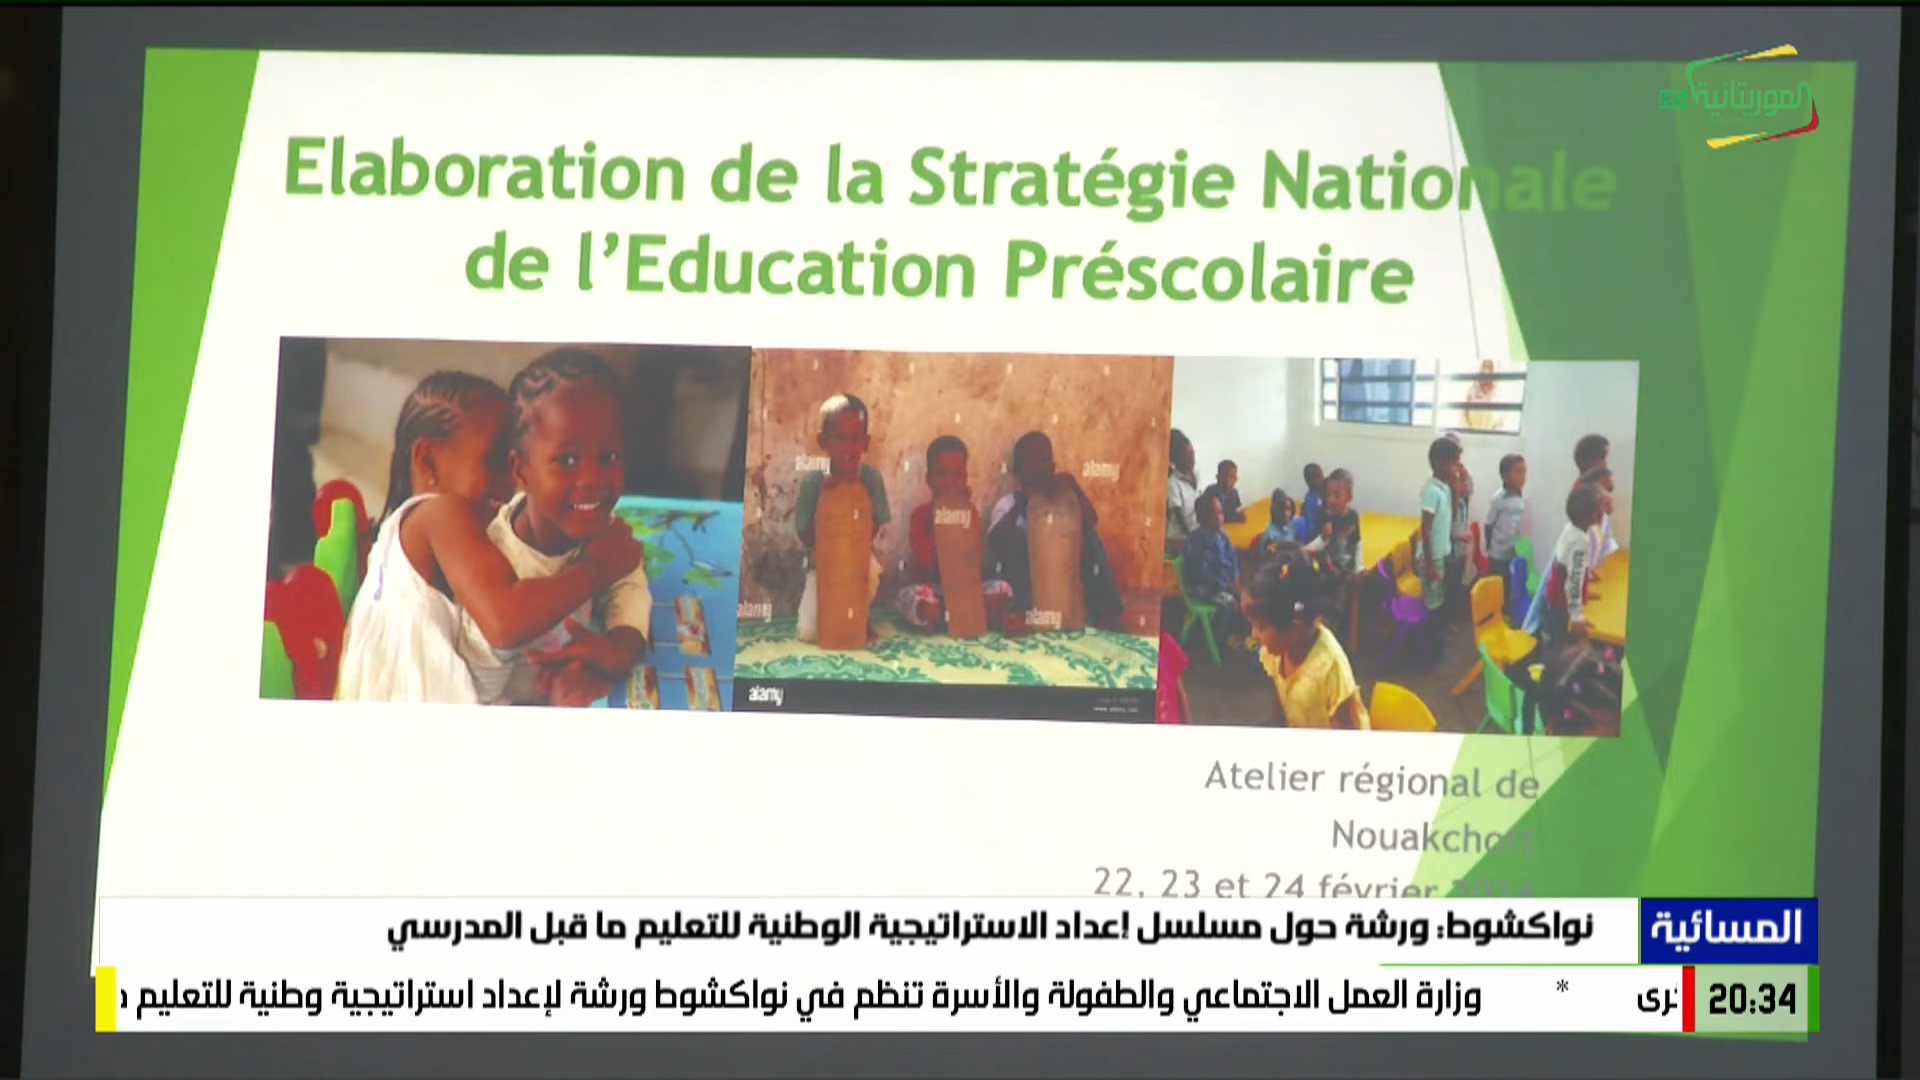 الموريتانية
Elaboration de la Stratégie Nationale
de l’Education Préscolaire
alamy
alamy
alamy
alamy
alamy
alamy
Atelier régional de
Nouakchott
22, 23 et 24 février
المسائية
نواكشوط: ورشة حول مسلسل إعداد الاستراتيجية الوطنية للتعليم ما قبل المدرسي
20:34
* وزارة العمل الاجتماعي والطفولة والأسرة تنظم في نواكشوط ورشة لإعداد استراتيجية وطنية للتعليم